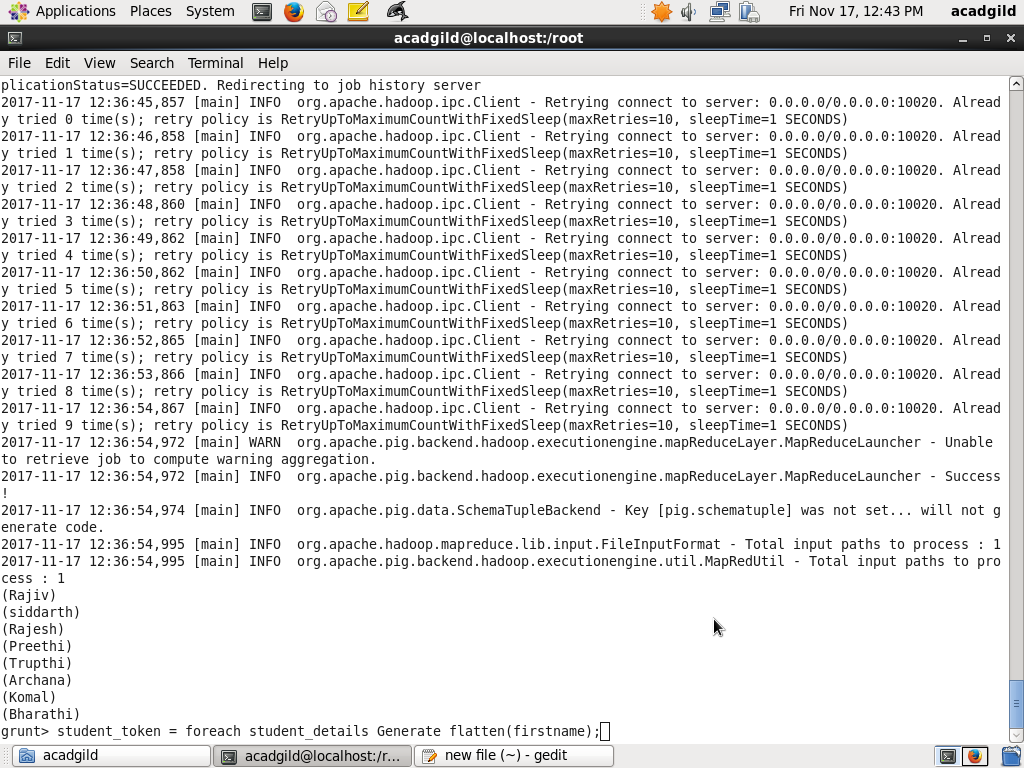 Applications Places System Fri Nov 17, 12:43 PM acadgild
acadgild@localhost:/root
File Edit View Search Terminal Help
plicationStatus=SUCCEEDED. Redirecting to job history server
2017-11-17 12:36:45,857 [main] INFO  org.apache.hadoop.ipc.Client - Retrying connect to server: 0.0.0.0/0.0.0.0:10020. Alread
y tried 0 time(s); retry policy is RetryUpToMaximumCountWithFixedSleep(maxRetries=10, sleepTime=1 SECONDS)
2017-11-17 12:36:46,858 [main] INFO  org.apache.hadoop.ipc.Client - Retrying connect to server: 0.0.0.0/0.0.0.0:10020. Alread
y tried 1 time(s); retry policy is RetryUpToMaximumCountWithFixedSleep(maxRetries=10, sleepTime=1 SECONDS)
2017-11-17 12:36:47,858 [main] INFO  org.apache.hadoop.ipc.Client - Retrying connect to server: 0.0.0.0/0.0.0.0:10020. Alread
y tried 2 time(s); retry policy is RetryUpToMaximumCountWithFixedSleep(maxRetries=10, sleepTime=1 SECONDS)
2017-11-17 12:36:48,860 [main] INFO  org.apache.hadoop.ipc.Client - Retrying connect to server: 0.0.0.0/0.0.0.0:10020. Alread
y tried 3 time(s); retry policy is RetryUpToMaximumCountWithFixedSleep(maxRetries=10, sleepTime=1 SECONDS)
2017-11-17 12:36:49,862 [main] INFO  org.apache.hadoop.ipc.Client - Retrying connect to server: 0.0.0.0/0.0.0.0:10020. Alread
y tried 4 time(s); retry policy is RetryUpToMaximumCountWithFixedSleep(maxRetries=10, sleepTime=1 SECONDS)
2017-11-17 12:36:50,862 [main] INFO  org.apache.hadoop.ipc.Client - Retrying connect to server: 0.0.0.0/0.0.0.0:10020. Alread
y tried 5 time(s); retry policy is RetryUpToMaximumCountWithFixedSleep(maxRetries=10, sleepTime=1 SECONDS)
2017-11-17 12:36:51,863 [main] INFO  org.apache.hadoop.ipc.Client - Retrying connect to server: 0.0.0.0/0.0.0.0:10020. Alread
y tried 6 time(s); retry policy is RetryUpToMaximumCountWithFixedSleep(maxRetries=10, sleepTime=1 SECONDS)
2017-11-17 12:36:52,865 [main] INFO  org.apache.hadoop.ipc.Client - Retrying connect to server: 0.0.0.0/0.0.0.0:10020. Alread
y tried 7 time(s); retry policy is RetryUpToMaximumCountWithFixedSleep(maxRetries=10, sleepTime=1 SECONDS)
2017-11-17 12:36:53,866 [main] INFO  org.apache.hadoop.ipc.Client - Retrying connect to server: 0.0.0.0/0.0.0.0:10020. Alread
y tried 8 time(s); retry policy is RetryUpToMaximumCountWithFixedSleep(maxRetries=10, sleepTime=1 SECONDS)
2017-11-17 12:36:54,867 [main] INFO  org.apache.hadoop.ipc.Client - Retrying connect to server: 0.0.0.0/0.0.0.0:10020. Alread
y tried 9 time(s); retry policy is RetryUpToMaximumCountWithFixedSleep(maxRetries=10, sleepTime=1 SECONDS)
2017-11-17 12:36:54,972 [main] WARN  org.apache.pig.backend.hadoop.executionengine.mapReduceLayer.MapReduceLauncher - Unable
to retrieve job to compute warning aggregation.
2017-11-17 12:36:54,972 [main] INFO  org.apache.pig.backend.hadoop.executionengine.mapReduceLayer.MapReduceLauncher - Success
!
2017-11-17 12:36:54,974 [main] INFO  org.apache.pig.data.SchemaTupleBackend - Key [pig.schematuple] was not set... will not g
enerate code.
2017-11-17 12:36:54,995 [main] INFO  org.apache.hadoop.mapreduce.lib.input.FileInputFormat - Total input paths to process : 1
2017-11-17 12:36:54,995 [main] INFO  org.apache.pig.backend.hadoop.executionengine.util.MapRedUtil - Total input paths to pro
cess : 1
(Rajiv)
(siddarth)
(Rajesh)
(Preethi)
(Trupthi)
(Archana)
(Komal)
(Bharathi)
grunt> student_token = foreach student_details Generate flatten(firstname);
acadgild acadgild@localhost:/r... new file (~) - gedit